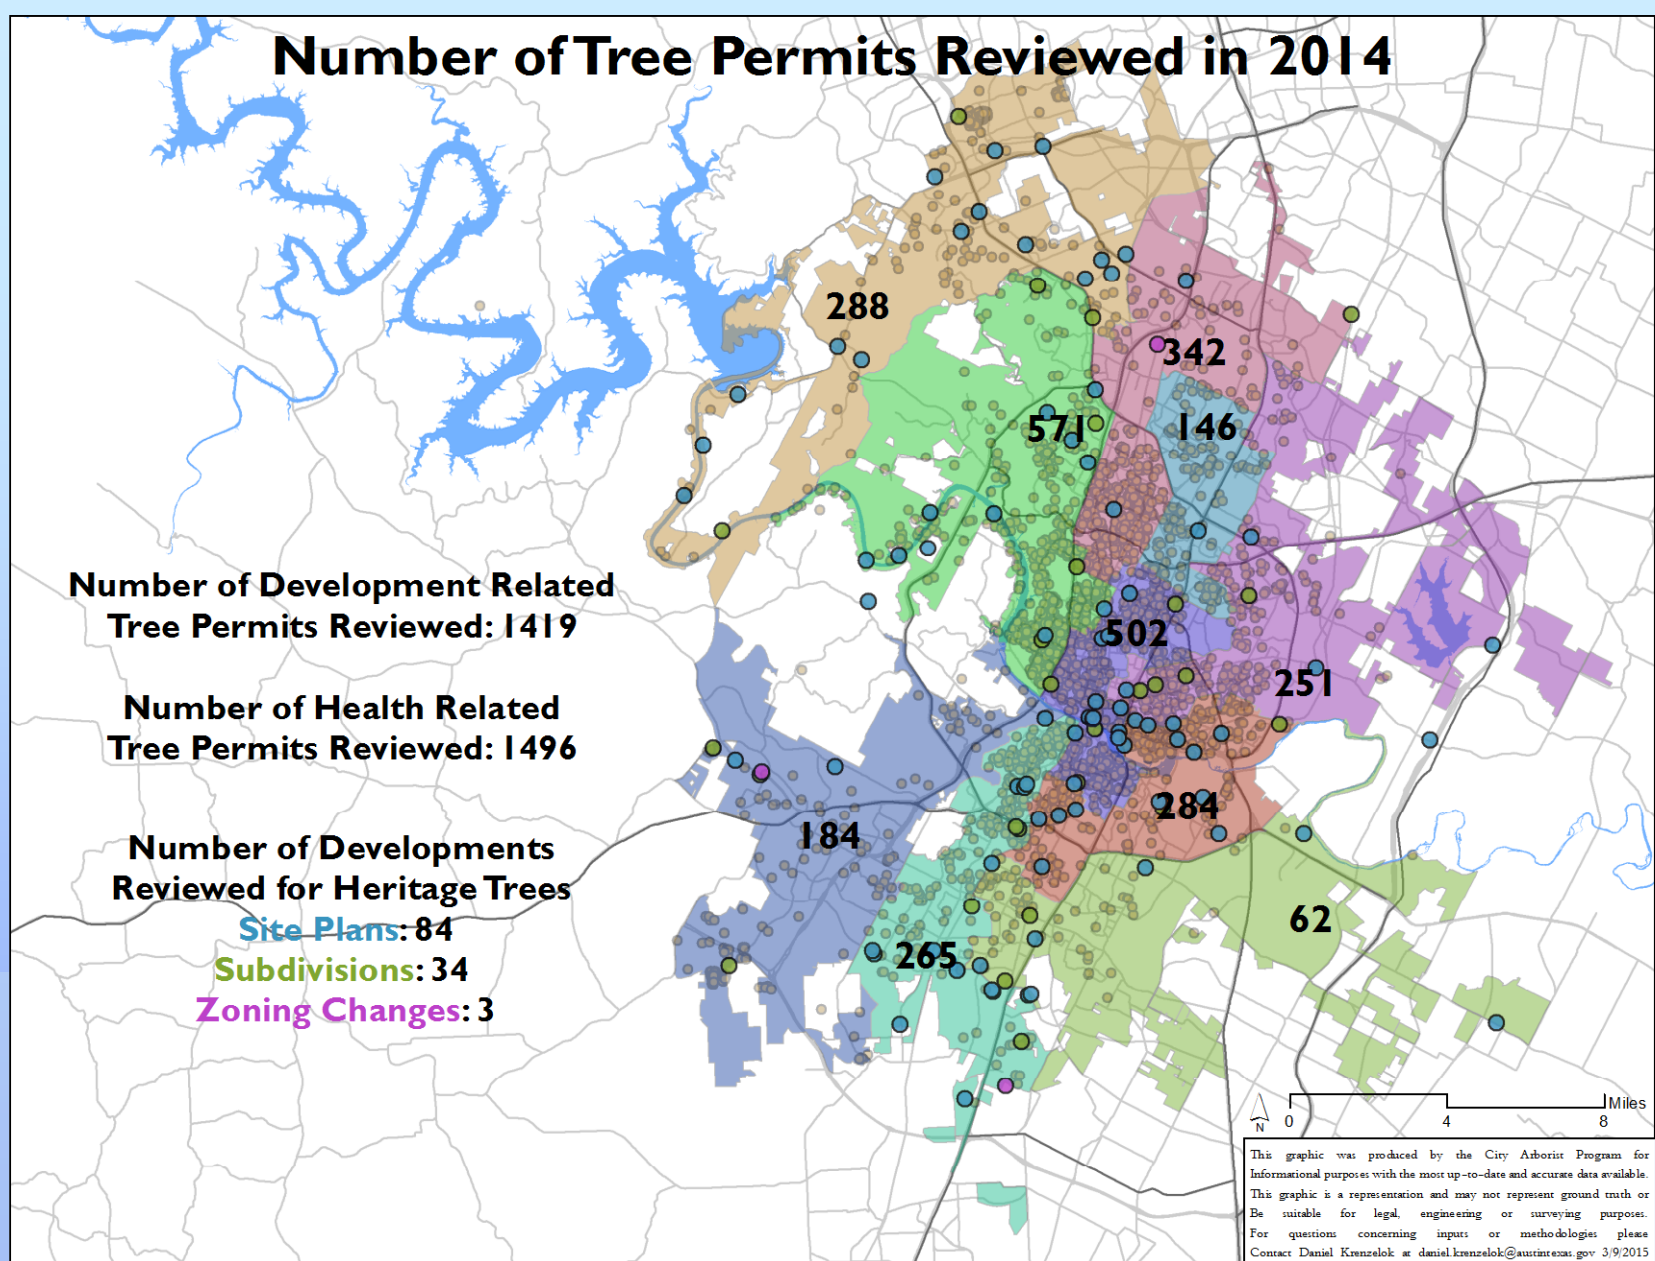 Number of Tree Permits Reviewed in 2014
288
342
571
146
502
251
Number of Development Related
Tree Permits Reviewed: 1419
Number of Health Related
Tree Permits Reviewed: 1496
284
184
Number of Developments
Reviewed for Heritage Trees
Site Plans: 84
Subdivisions: 34
Zoning Changes: 3
62
265
Miles
N
0 4 8
This graphic was produced by the City Arborist Program for
Informational purposes with the most up-to-date and accurate data available.
This graphic is a representation and may not represent ground truth or
Be suitable for legal, engineering or surveying purposes.
For questions concerning inputs or methodologies please
Contact Daniel Krenzelok at daniel.krenzelok@austintexas.gov 3/9/2015